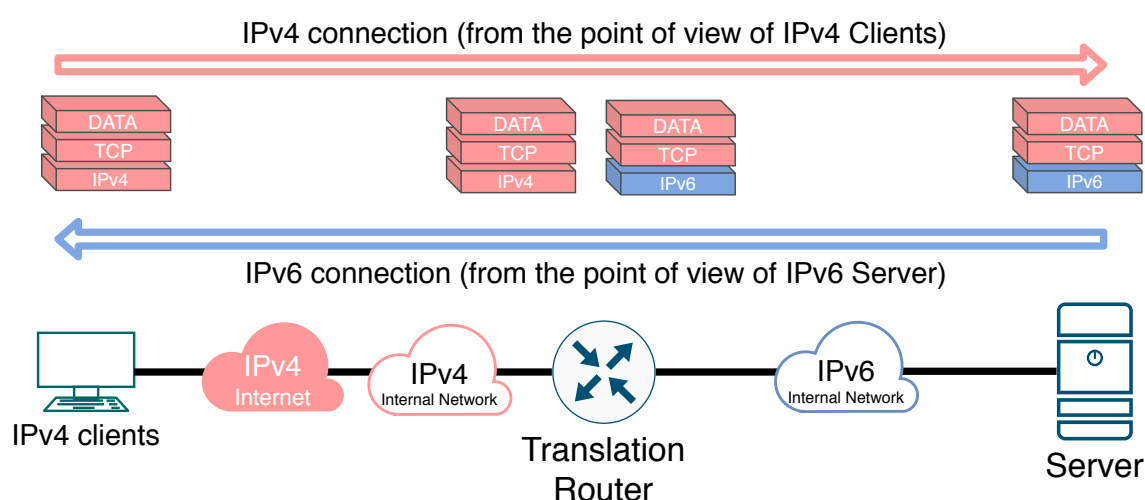 IPv4 connection (from the point of view of IPv4 Clients)
DATA
TCP
IPv4
DATA
TCP
IPv4
DATA
TCP
IPv6
DATA
TCP
IPv6
IPv6 connection (from the point of view of IPv6 Server)
IPv4
Internet
IPv4
Internal Network
IPv6
Internal Network
IPv4 clients
Translation
Router
Server